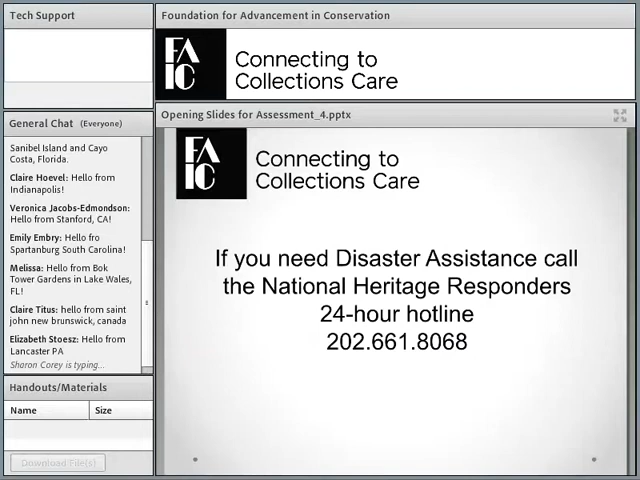 Tech Support
General Chat (Everyone)
Sanibel Island and Cayo
Costa, Florida.
Claire Hoevel: Hello from
Indianapolis!
Veronica Jacobs-Edmondson:
Hello from Stanford, CA!
Emily Embry: Hello fro
Spartanburg South Carolina!
Melissa: Hello from Bok
Tower Gardens in Lake Wales,
FL!
Claire Titus: hello from saint
john new brunswick, canada
Elizabeth Stoesz: Hello from
Lancaster PA
Sharon Corey is typing...
Handouts/Materials
Name Size
Download File(s)
Foundation for Advancement in Conservation
FAIC
Connecting to
Collections Care
Opening Slides for Assessment_4.pptx
FAIC
Connecting to
Collections Care
If you need Disaster Assistance call
the National Heritage Responders
24-hour hotline
202.661.8068